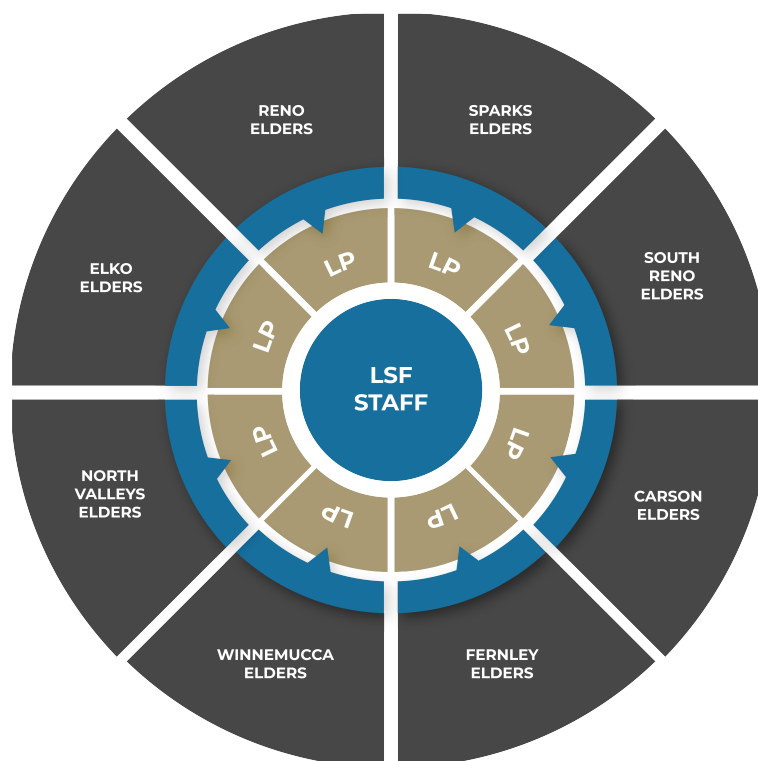 RENO
ELDERS
SPARKS
ELDERS
SOUTH
RENO
ELDERS
CARSON
ELDERS
FERNLEY
ELDERS
WINNEMUCCA
ELDERS
NORTH
VALLEYS
ELDERS
ELKO
ELDERS
LP
LP
LP
LP
LP
LP
LP
LP
LSF
STAFF